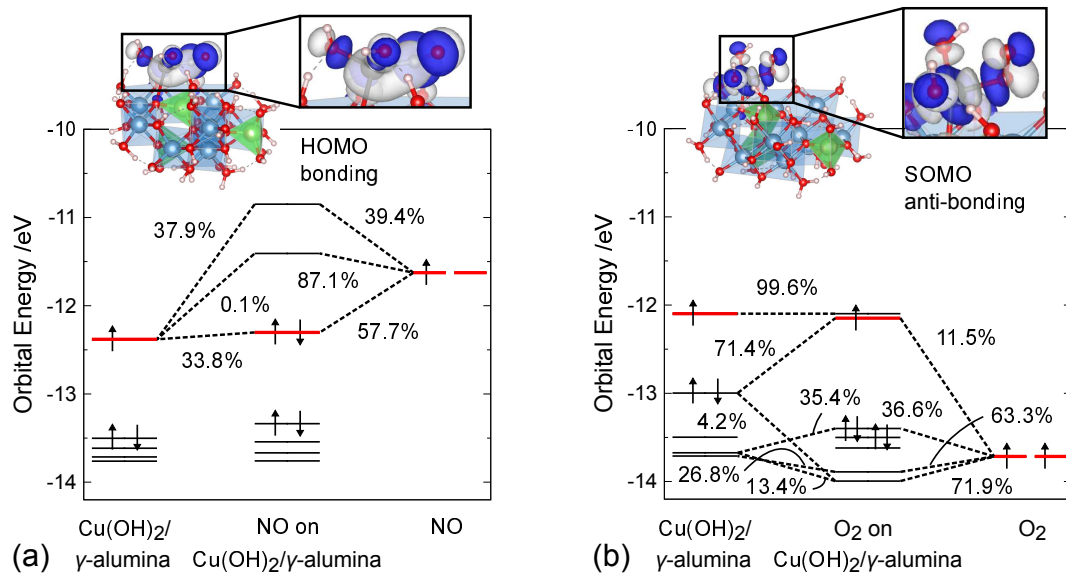 HOMO
bonding
-10
-11
-12
-13
-14
Orbital Energy /eV
37.9%
39.4%
87.1%
0.1%
57.7%
33.8%
Cu(OH)2/
γ-alumina
NO on
Cu(OH)2/γ-alumina
NO
(a)
SOMO
anti-bonding
-10
-11
-12
-13
-14
Orbital Energy /eV
99.6%
71.4%
11.5%
35.4%
36.6%
63.3%
4.2%
26.8%
13.4%
71.9%
Cu(OH)2/
γ-alumina
O2 on
Cu(OH)2/γ-alumina
O2
(b)